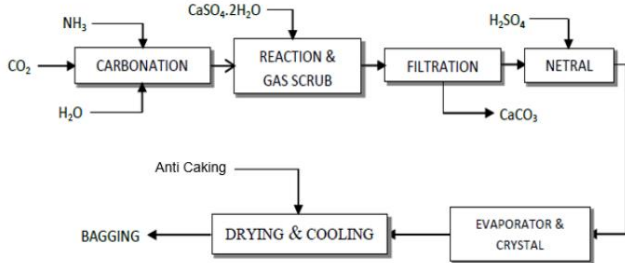 CaSO₄.2H₂O
H₂SO₄
NH₃
CO₂
CARBONATION
REACTION &
GAS SCRUB
FILTRATION
NETRAL
H₂O
CaCO₃
Anti Caking
BAGGING
DRYING & COOLING
EVAPORATOR &
CRYSTAL